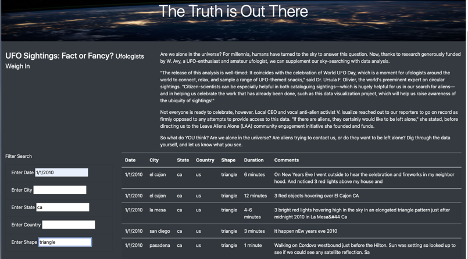 The Truth is Out There
UFO Sightings: Fact or Fancy? Ufologists
Weigh In
Are we alone in the universe? For millennia, humans have turned to the sky to answer this question. Now, thanks to research generously funded
by W. Avy, a UFO-enthusiast and amateur ufologist, we can supplement our sky-searching with data analysis.
"The release of this analysis is well-timed: It coincides with the celebration of World UFO Day, which is a moment for ufologists around the world to
connect, relax, and sample a range of UFO-themed snacks," said Dr. Ursula F. Olivier, the world's preeminent expert on circular
sightings. "Citizen-scientists can be especially helpful in cataloguing sightings—which is hugely helpful for us in our search for aliens—
and in helping us celebrate the work that has already been done, such as this data visualization project, which will help us raise awareness of
the ubiquity of sightings!"
Not everyone is ready to celebrate, however. Local CEO and vocal anti-alien activist V. Isualize reached out to our reporters to go on record as
firmly opposed to any attempts to provide access to this data. "If there are aliens, they certainly would like to be left alone," she stated, before
directing us to the Leave Aliens Alone (LAA) community engagement initiative she founded and funds.
So what do YOU think? Are we alone in the universe? Are aliens trying to contact us, or do they want to be left alone? Dig through the data
yourself, and let us know what you see.
Filter Search
Enter Date 1/1/2010
Enter City
Enter State ca
Enter Country
Enter Shape triangle
Date City State Country Shape Duration Comments
1/1/2010 el cajon ca us triangle 6 minutes On New Years Eve I went outside to hear the celebration and fireworks in my neighbor
hood. And noticed 3 red lights above my house and
1/1/2010 el cajon ca us triangle 12 minutes 3 Red objects hovering over El Cajon CA
1/1/2010 la mesa ca us triangle 4-5 minutes 3 bright red lights hovering high in the sky in an elongated triangle pattern just after
midnight 2010 in La Mesa&#44 Ca
1/1/2010 san diego ca us triangle 3 minutes It happen nEW years eve 2010
1/1/2010 pasadena ca us triangle 1 minute Walking on Cordova westbound just before the Hilton. Sun was setting so looked up to
see if we could see any satellite reflection. Sa